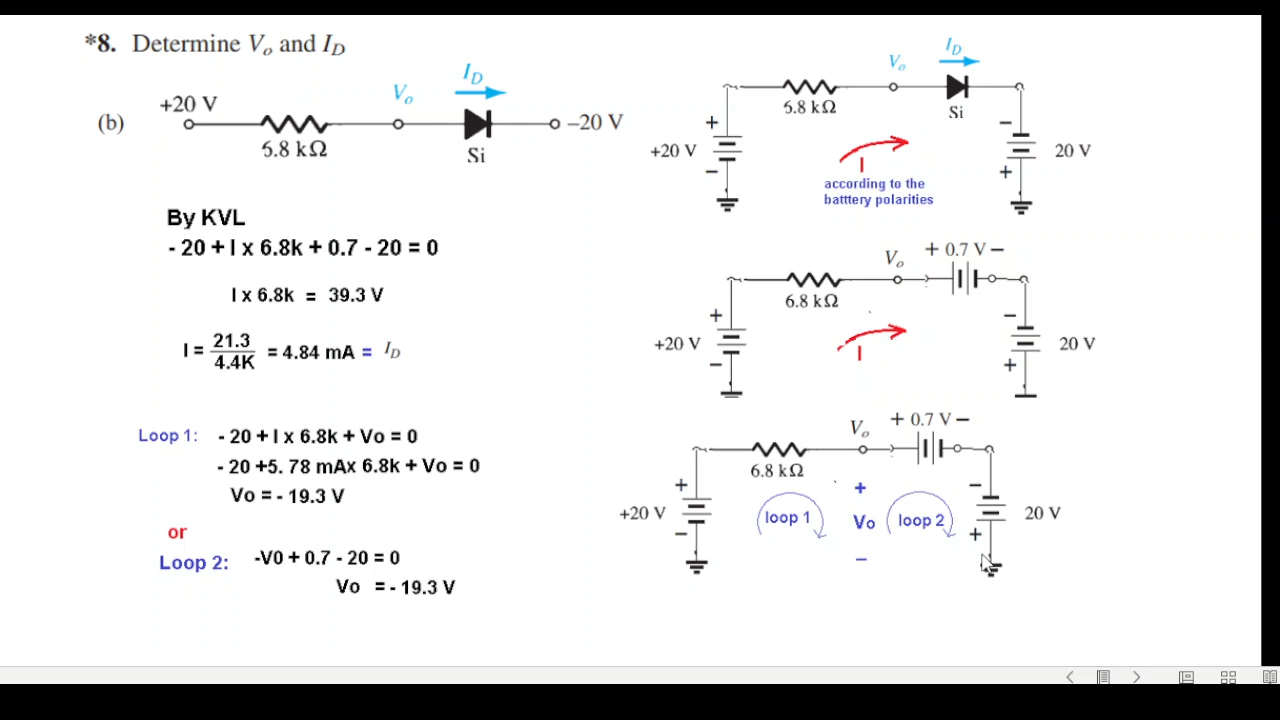 *8. Determine Vo and ID
(b)
+20 V
6.8 kΩ
Vo
ID
Si
–20 V
By KVL
- 20 + I x 6.8k + 0.7 - 20 = 0
I x 6.8k = 39.3 V
I = 21.3 / 4.4K = 4.84 mA = ID
Loop 1: - 20 + I x 6.8k + Vo = 0
- 20 +5. 78 mAx 6.8k + Vo = 0
Vo = - 19.3 V
or
Loop 2: -V0 + 0.7 - 20 = 0
Vo = - 19.3 V
+20 V
+
–
6.8 kΩ
Vo
ID
Si
–
+
20 V
I
according to the
batttery polarities
+20 V
+
–
6.8 kΩ
Vo
+ 0.7 V –
–
+
20 V
I
+20 V
+
–
6.8 kΩ
Vo
+ 0.7 V –
–
+
20 V
loop 1
+
Vo
–
loop 2